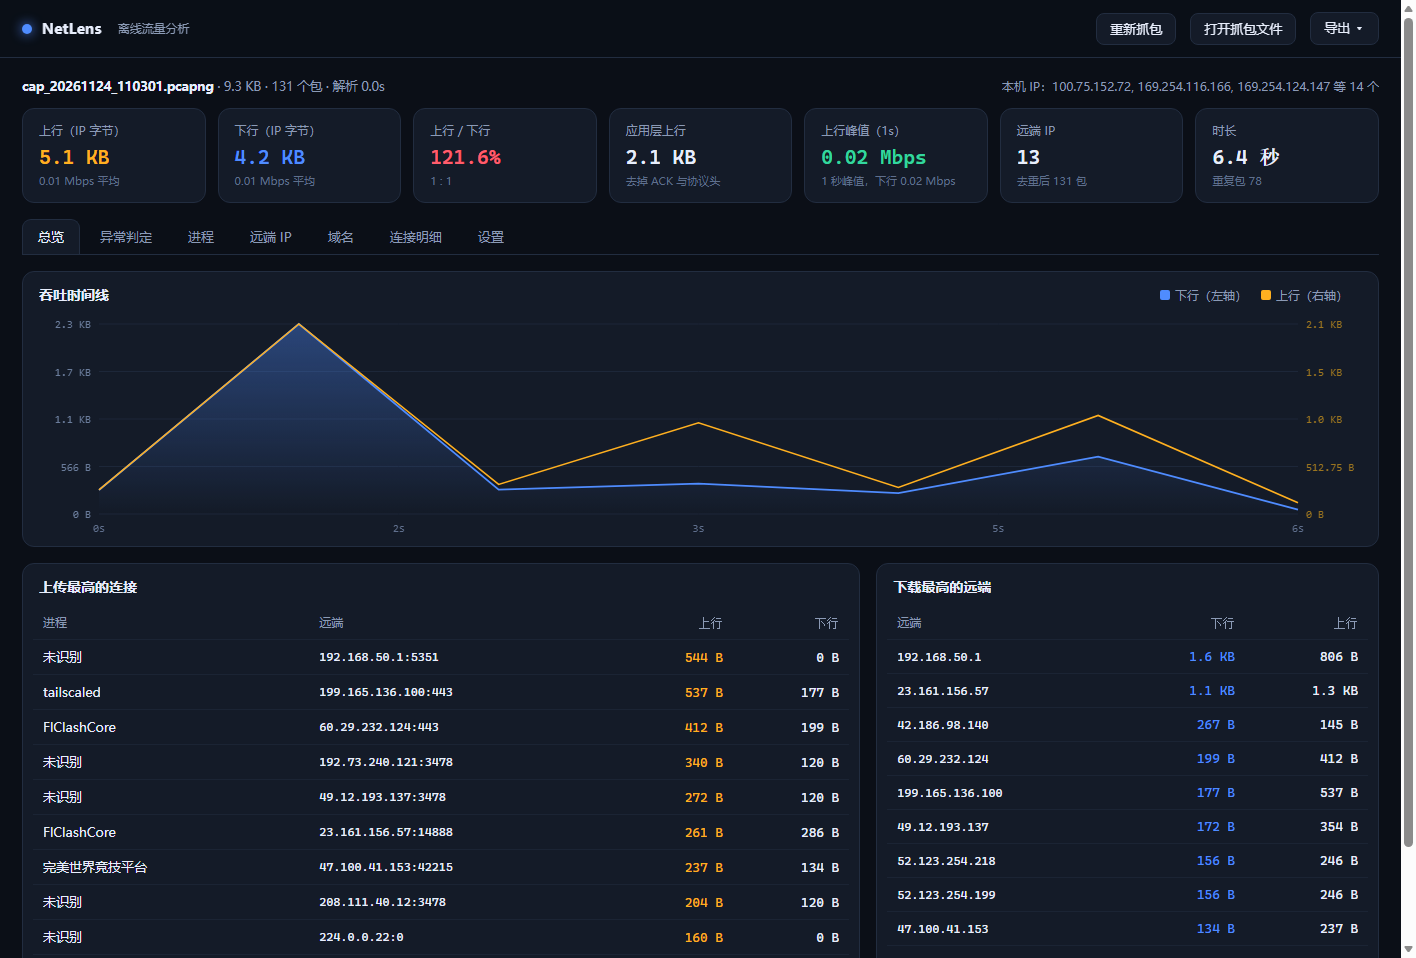 NetLens 离线流量分析 重新抓包 打开抓包文件 导出
cap_20261124_110301.pcapng · 9.3 KB · 131 个包 · 解析 0.0s 本机 IP：100.75.152.72, 169.254.116.166, 169.254.124.147 等 14 个
上行（IP 字节） 下行（IP 字节） 上行 / 下行 应用层上行 上行峰值（1s） 远端 IP 时长
5.1 KB 4.2 KB 121.6% 2.1 KB 0.02 Mbps 13 6.4 秒
0.01 Mbps 平均 0.01 Mbps 平均 1 : 1 去掉 ACK 与协议头 1 秒峰值，下行 0.02 Mbps 去重后 131 包 重复包 78
总览 异常判定 进程 远端 IP 域名 连接明细 设置
吞吐时间线 下行（左轴） 上行（右轴）
2.3 KB 2.1 KB
1.7 KB 1.5 KB
1.1 KB 1.0 KB
566 B 512.75 B
0 B 0 B
0s 2s 3s 5s 6s
上传最高的连接
进程 远端 上行 下行
未识别 192.168.50.1:5351 544 B 0 B
tailscaled 199.165.136.100:443 537 B 177 B
FlClashCore 60.29.232.124:443 412 B 199 B
未识别 192.73.240.121:3478 340 B 120 B
未识别 49.12.193.137:3478 272 B 120 B
FlClashCore 23.161.156.57:14888 261 B 286 B
完美世界竞技平台 47.100.41.153:42215 237 B 134 B
未识别 208.111.40.12:3478 204 B 120 B
未识别 224.0.0.22:0 160 B 0 B
下载最高的远端
远端 下行 上行
192.168.50.1 1.6 KB 806 B
23.161.156.57 1.1 KB 1.3 KB
42.186.98.140 267 B 145 B
60.29.232.124 199 B 412 B
199.165.136.100 177 B 537 B
49.12.193.137 172 B 354 B
52.123.254.218 156 B 246 B
52.123.254.199 156 B 246 B
47.100.41.153 134 B 237 B